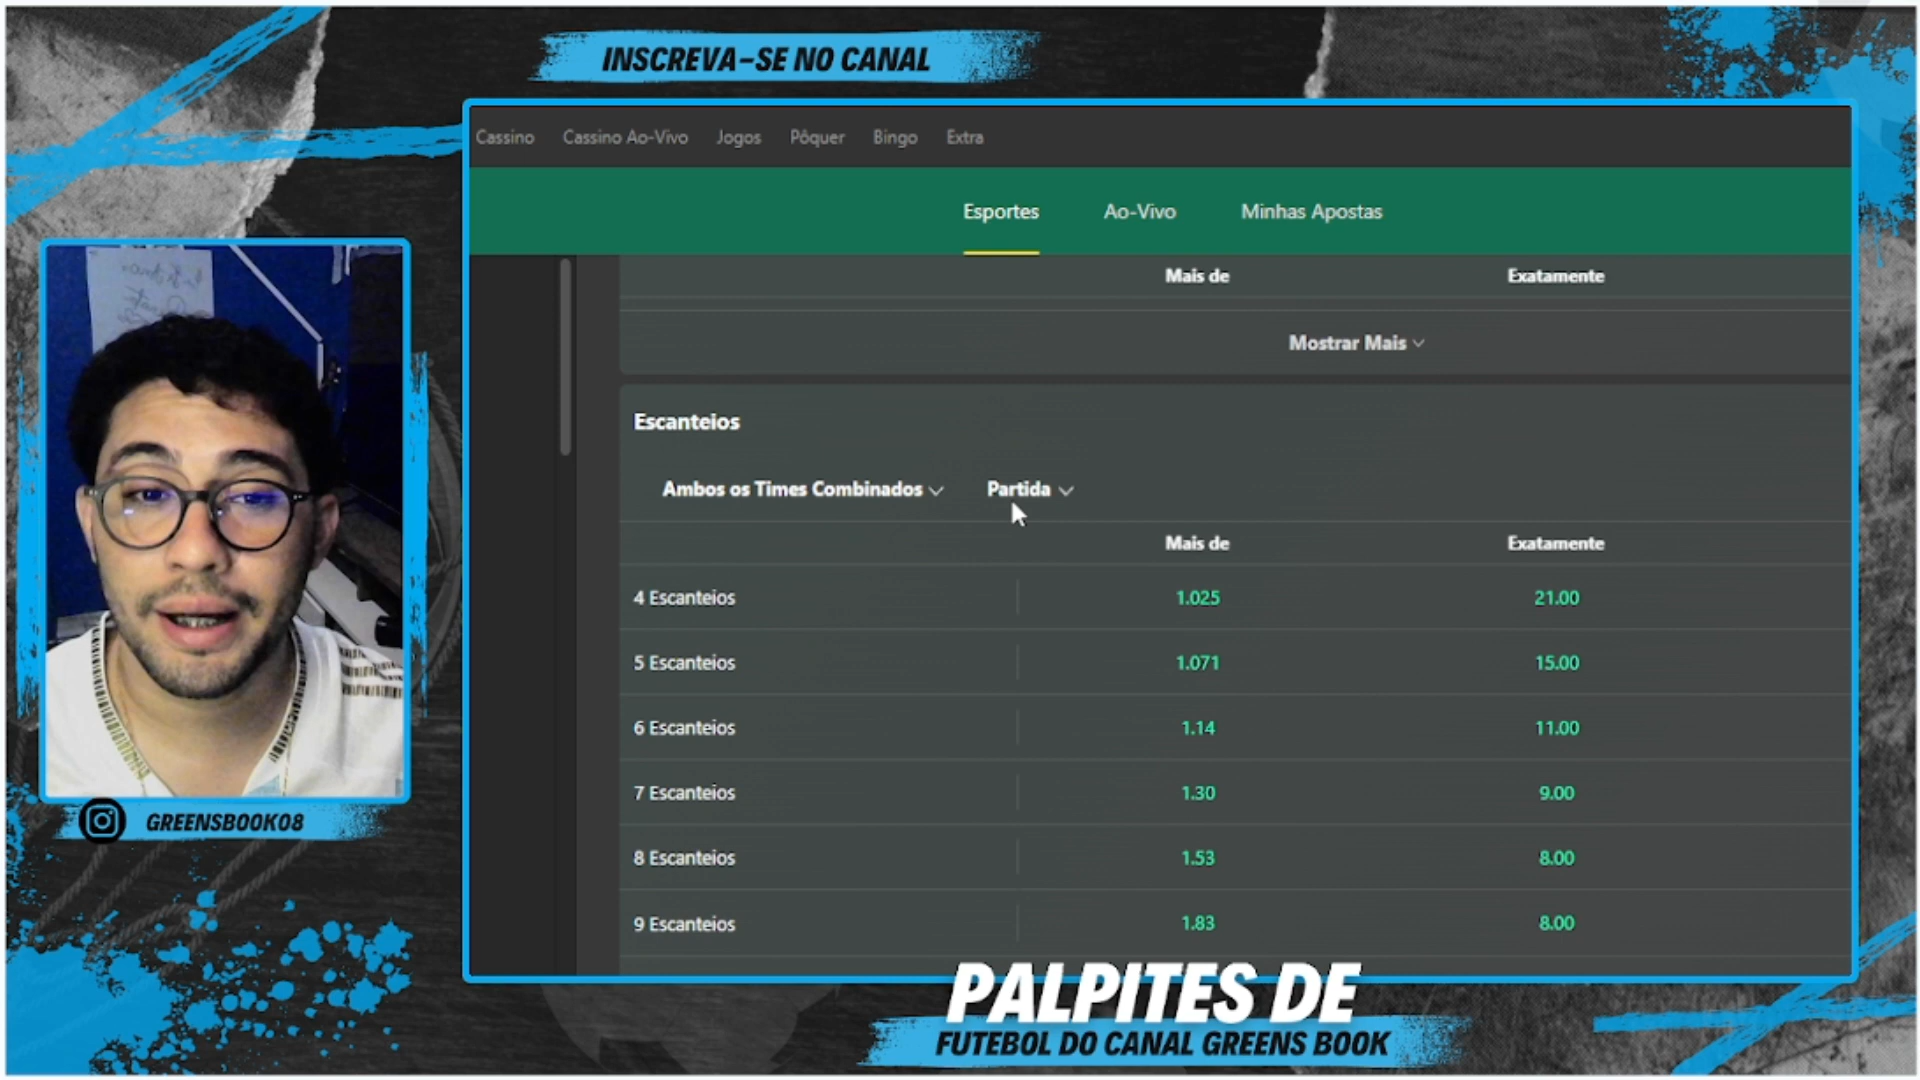 INSCREVA-SE NO CANAL
Cassino Cassino Ao-Vivo Jogos Pôquer Bingo Extra
Esportes Ao-Vivo Minhas Apostas
Mais de Exatamente
Mostrar Mais
Escanteios
Ambos os Times Combinados Partida
Mais de Exatamente
4 Escanteios 1.025 21.00
5 Escanteios 1.071 15.00
6 Escanteios 1.14 11.00
7 Escanteios 1.30 9.00
8 Escanteios 1.53 8.00
9 Escanteios 1.83 8.00
GREENSBOOK08
PALPITES DE
FUTEBOL DO CANAL GREENS BOOK